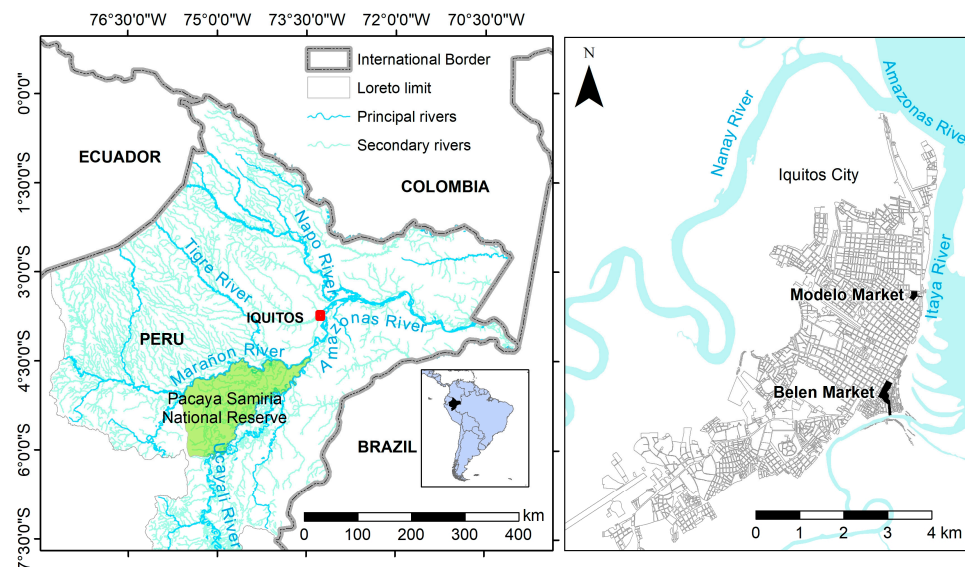 76°30'0"W 75°0'0"W 73°30'0"W 72°0'0"W 70°30'0"W
0°0'0"
1°30'0"S
3°0'0"S
4°30'0"S
6°0'0"S
7°30'0"S
International Border
Loreto limit
Principal rivers
Secondary rivers
ECUADOR
COLOMBIA
Napo River
Tigre River
IQUITOS
Amazonas River
PERU
Marañon River
Pacaya Samiria
National Reserve
BRAZIL
Ucayali River
km
0 100 200 300 400
N
Nanay River
Amazonas River
Iquitos City
Modelo Market
Itaya River
Belen Market
0 1 2 3 4 km